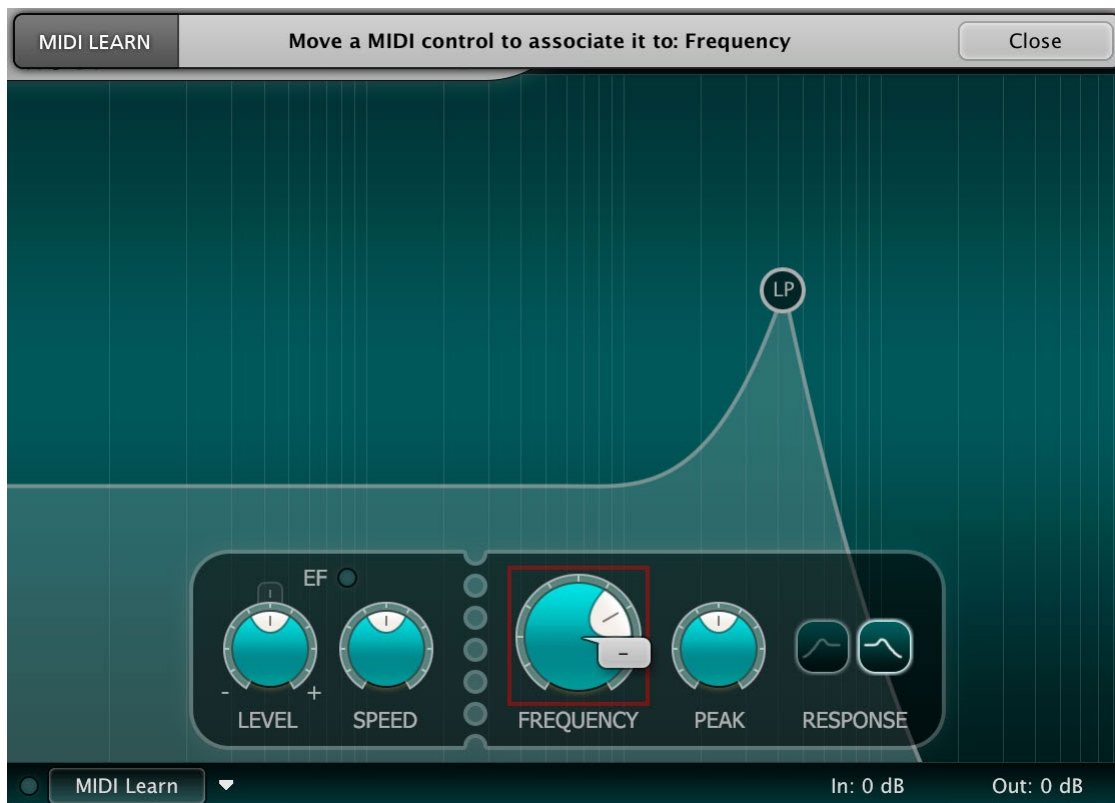 MIDI LEARN
Move a MIDI control to associate it to: Frequency
Close
LP
EF
-
- +
LEVEL
SPEED
FREQUENCY
PEAK
RESPONSE
MIDI Learn
In: 0 dB
Out: 0 dB